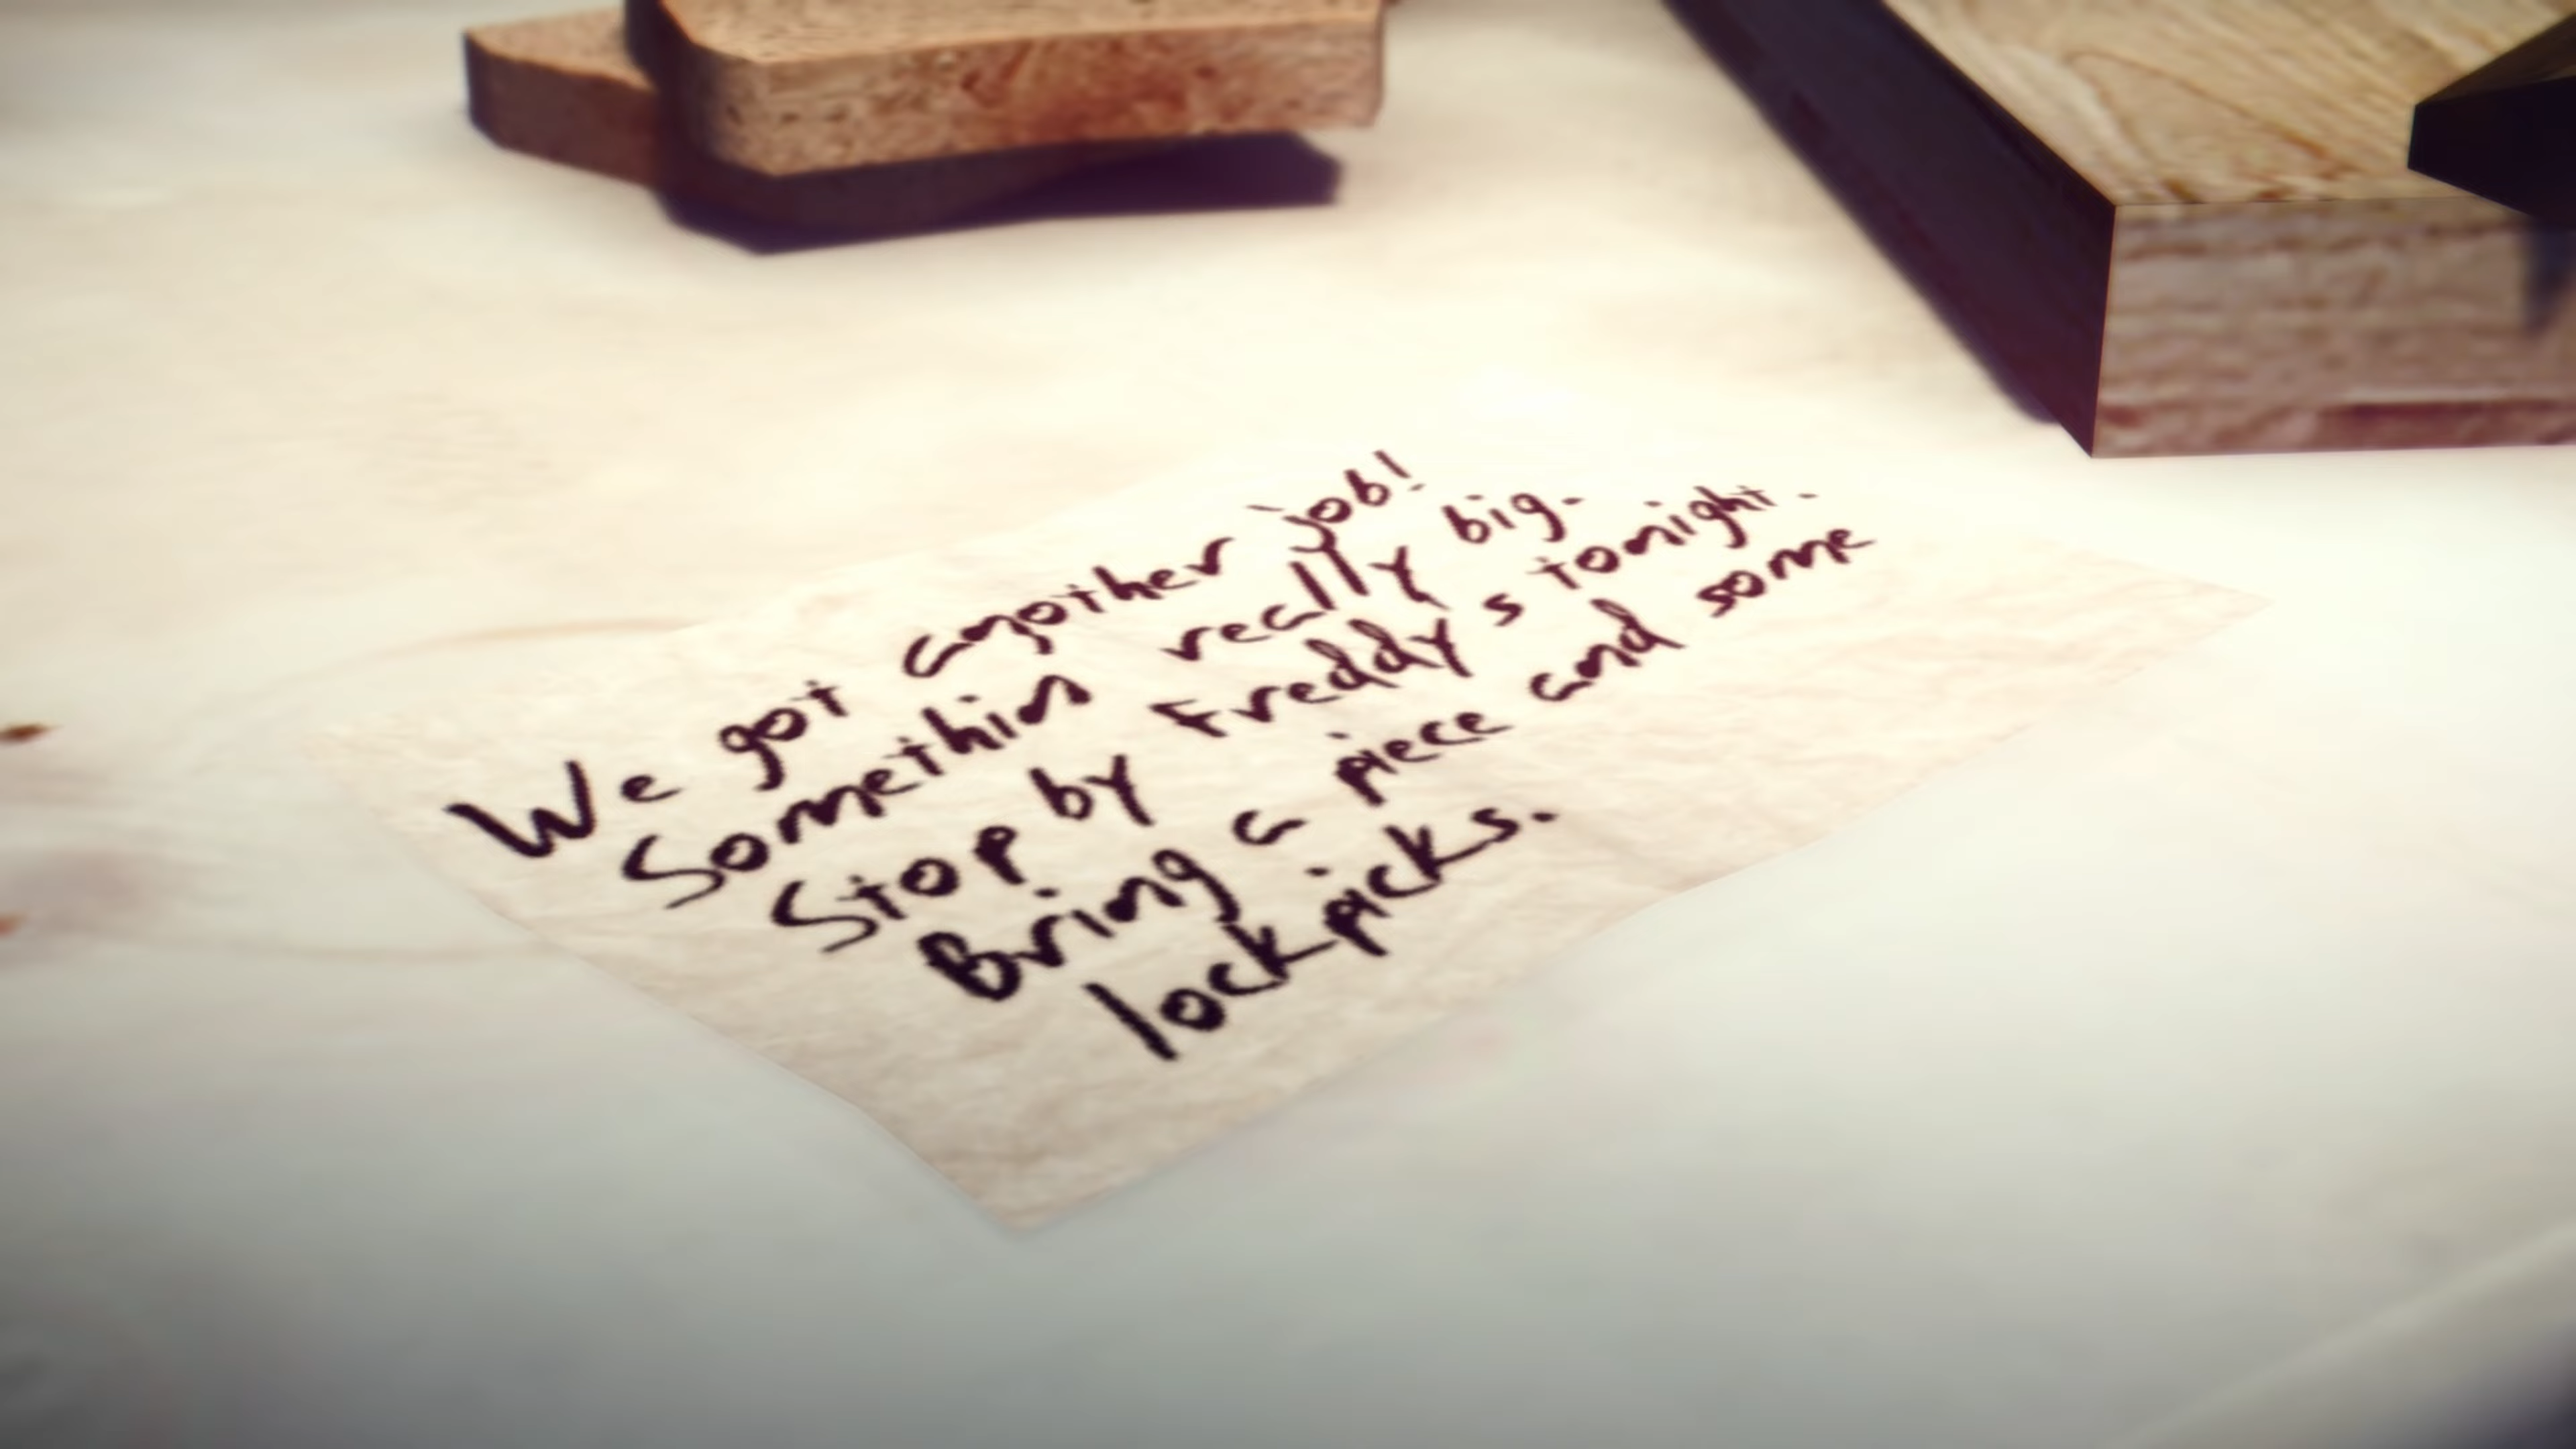 We got another job!
Somethin really big.
Stop by Freddy s tonight.
Bring a piece and some
lockpicks.